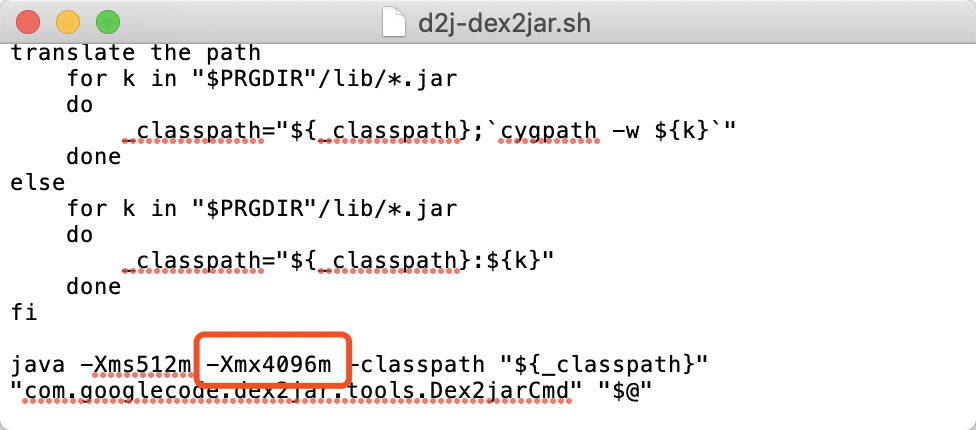 d2j-dex2jar.sh
translate the path
    for k in "$PRGDIR"/lib/*.jar
    do
        _classpath="${_classpath};`cygpath -w ${k}`"
    done
else
    for k in "$PRGDIR"/lib/*.jar
    do
        _classpath="${_classpath}:${k}"
    done
fi
java -Xms512m -Xmx4096m -classpath "${_classpath}"
"com.googlecode.dex2jar.tools.Dex2jarCmd" "$@"